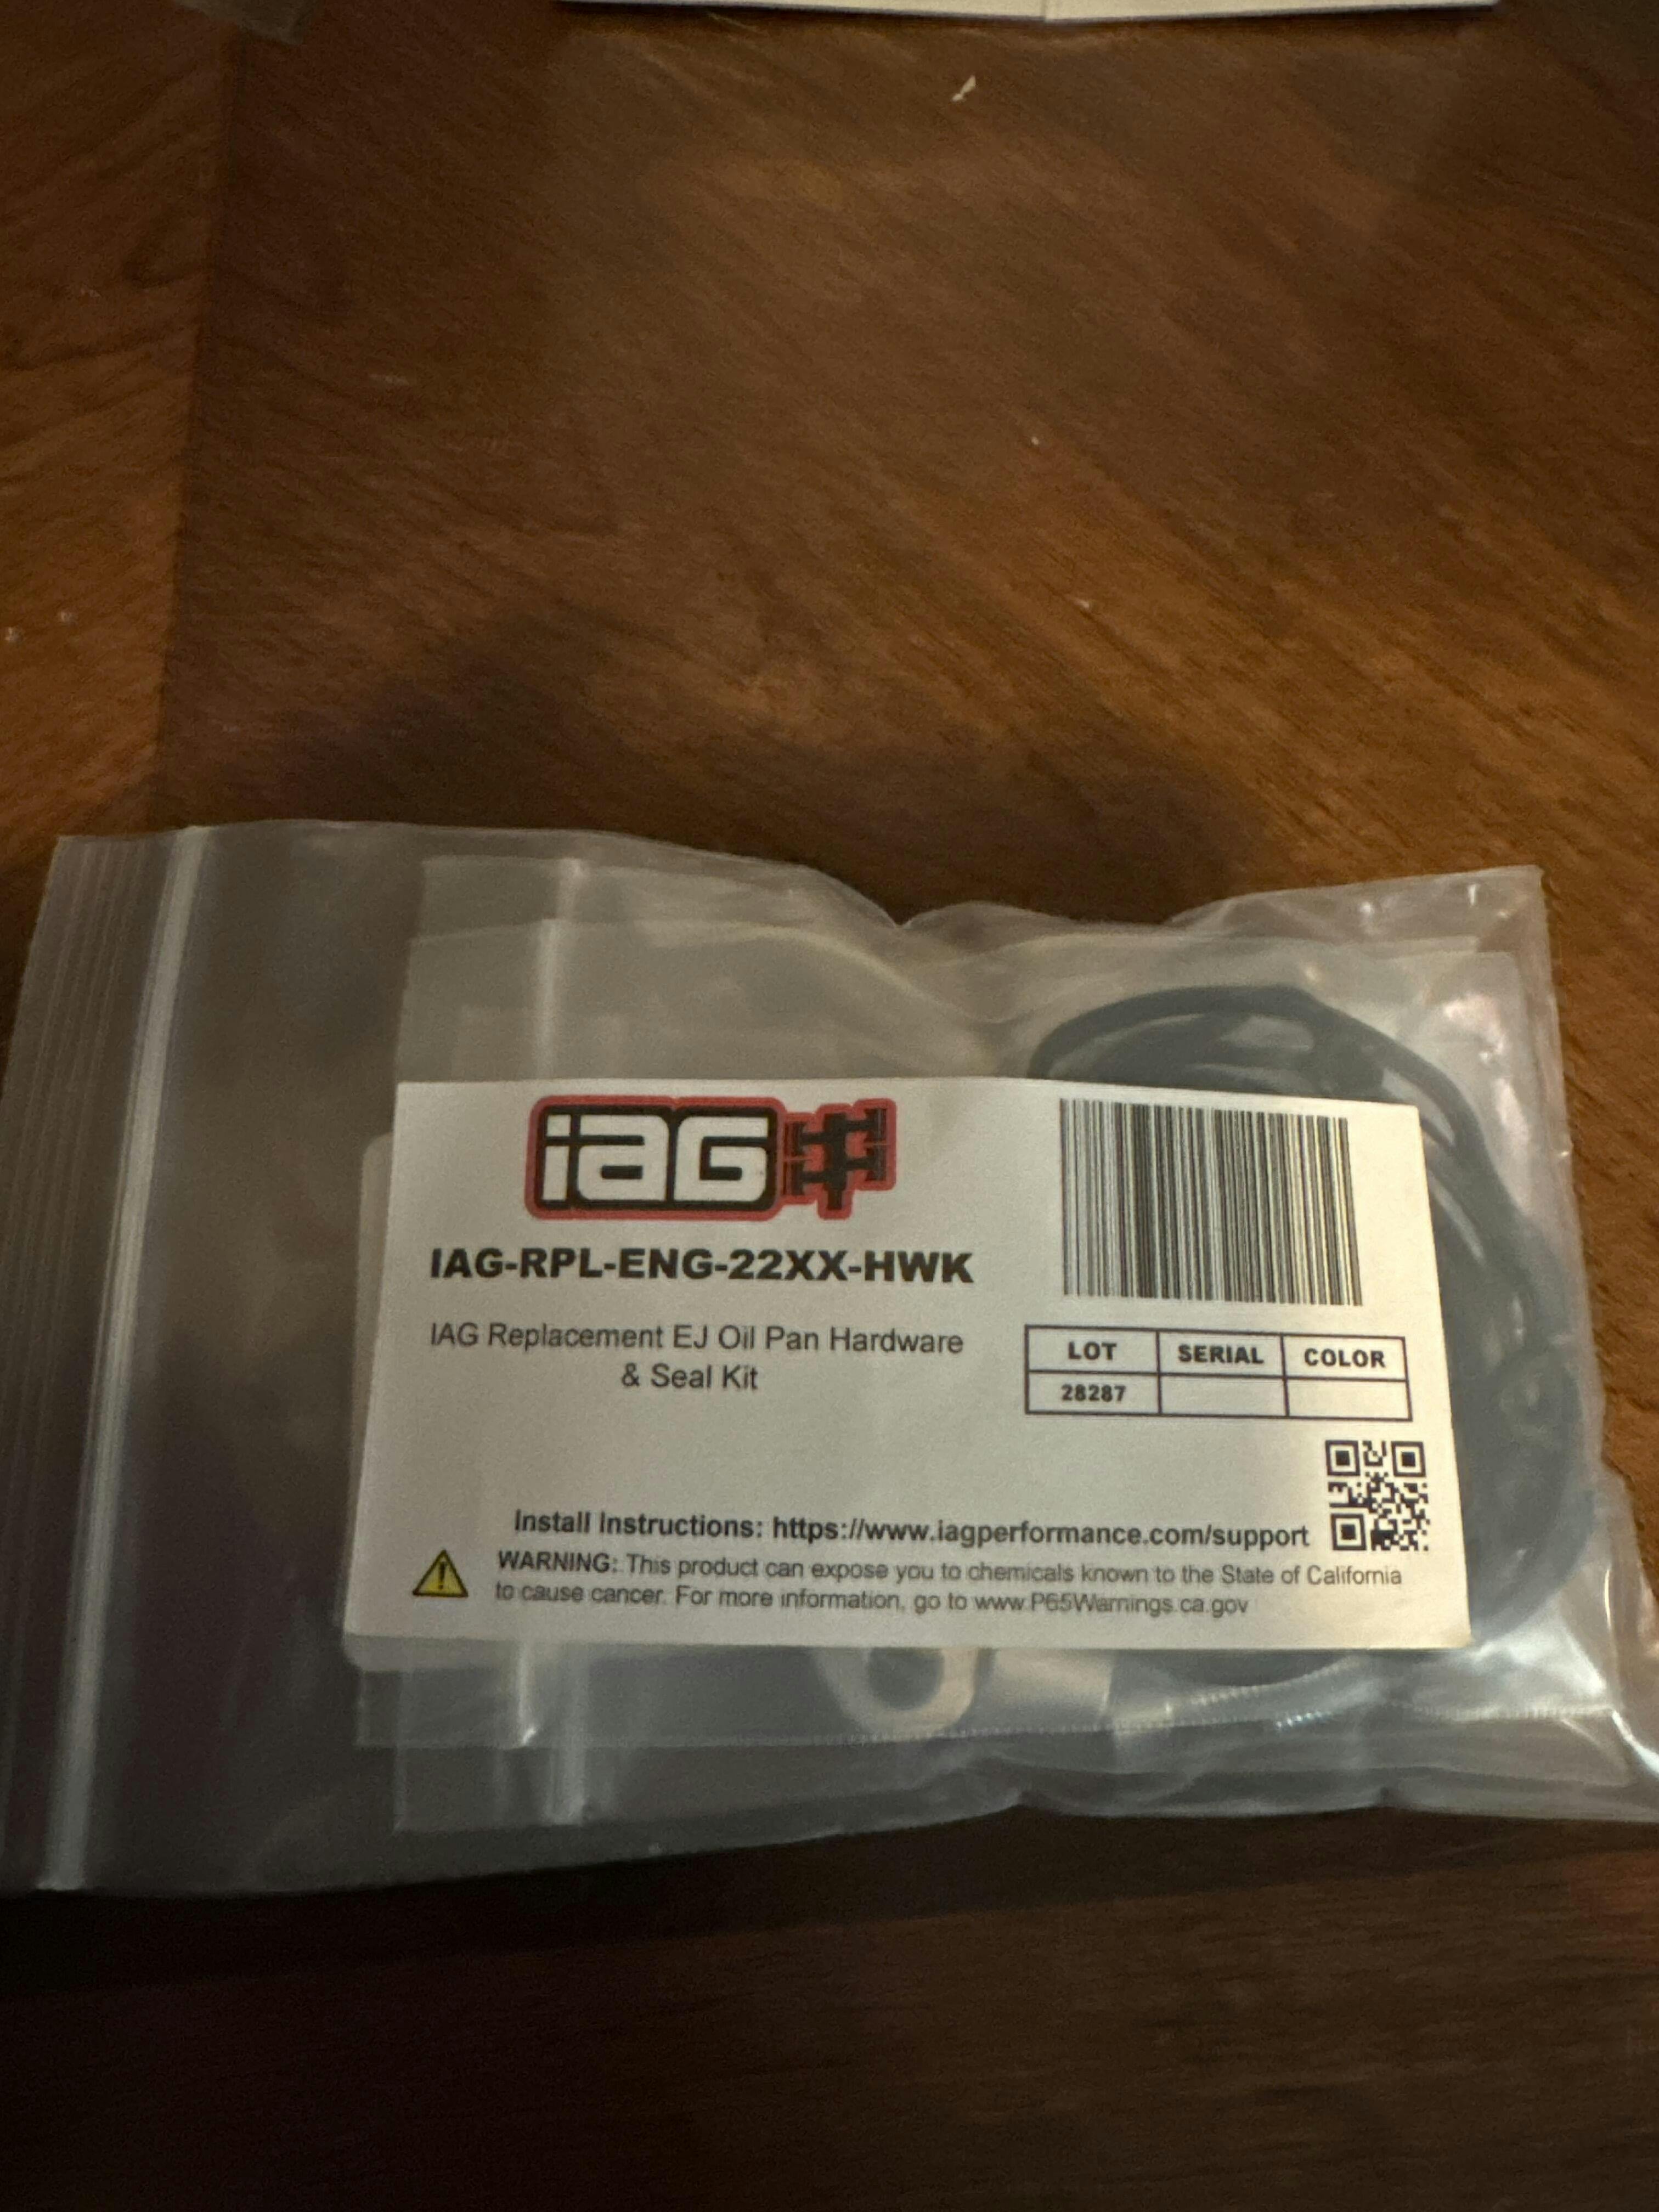 iAG
IAG-RPL-ENG-22XX-HWK
IAG Replacement EJ Oil Pan Hardware
& Seal Kit
LOT SERIAL COLOR
28287
Install Instructions: https://www.iagperformance.com/support
WARNING: This product can expose you to chemicals known to the State of California
to cause cancer. For more information, go to www.P65Warnings.ca.gov